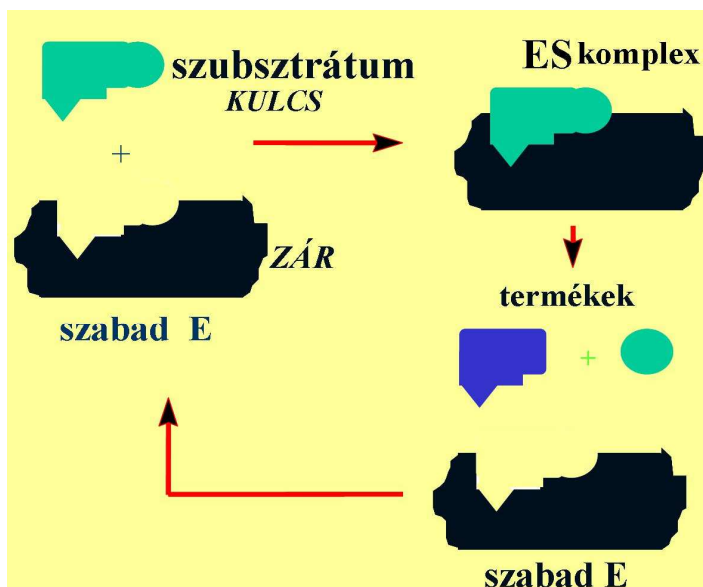 szubsztrátum
KULCS
+
ZÁR
szabad E
ES komplex
termékek
+
szabad E